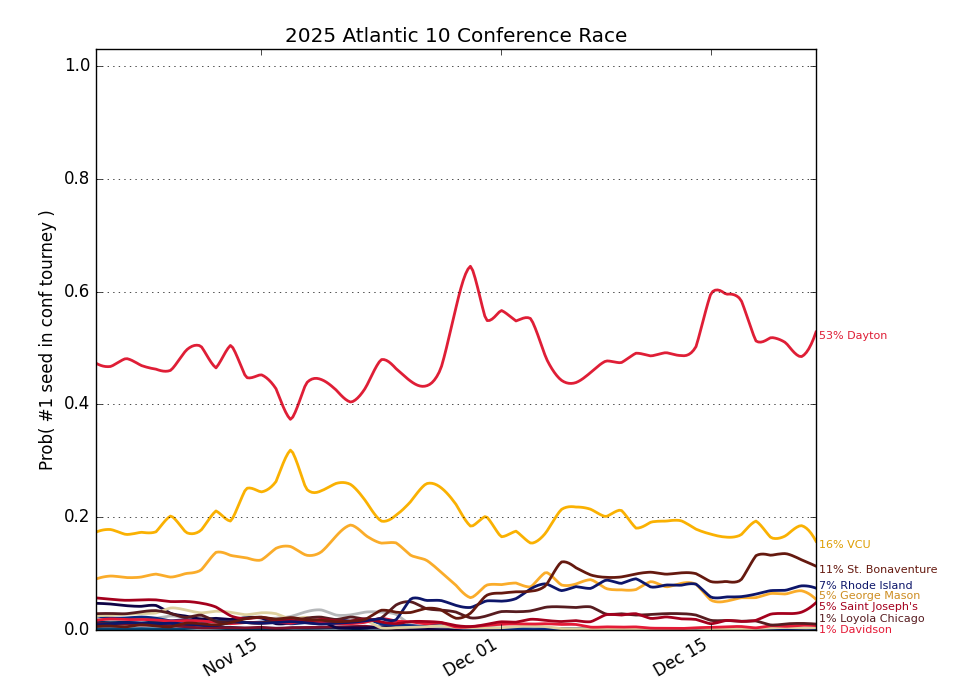 2025 Atlantic 10 Conference Race
Prob( #1 seed in conf tourney )
1.0
0.8
0.6
0.4
0.2
0.0
Nov 15
Dec 01
Dec 15
53% Dayton
16% VCU
11% St. Bonaventure
7% Rhode Island
5% George Mason
5% Saint Joseph's
1% Loyola Chicago
1% Davidson